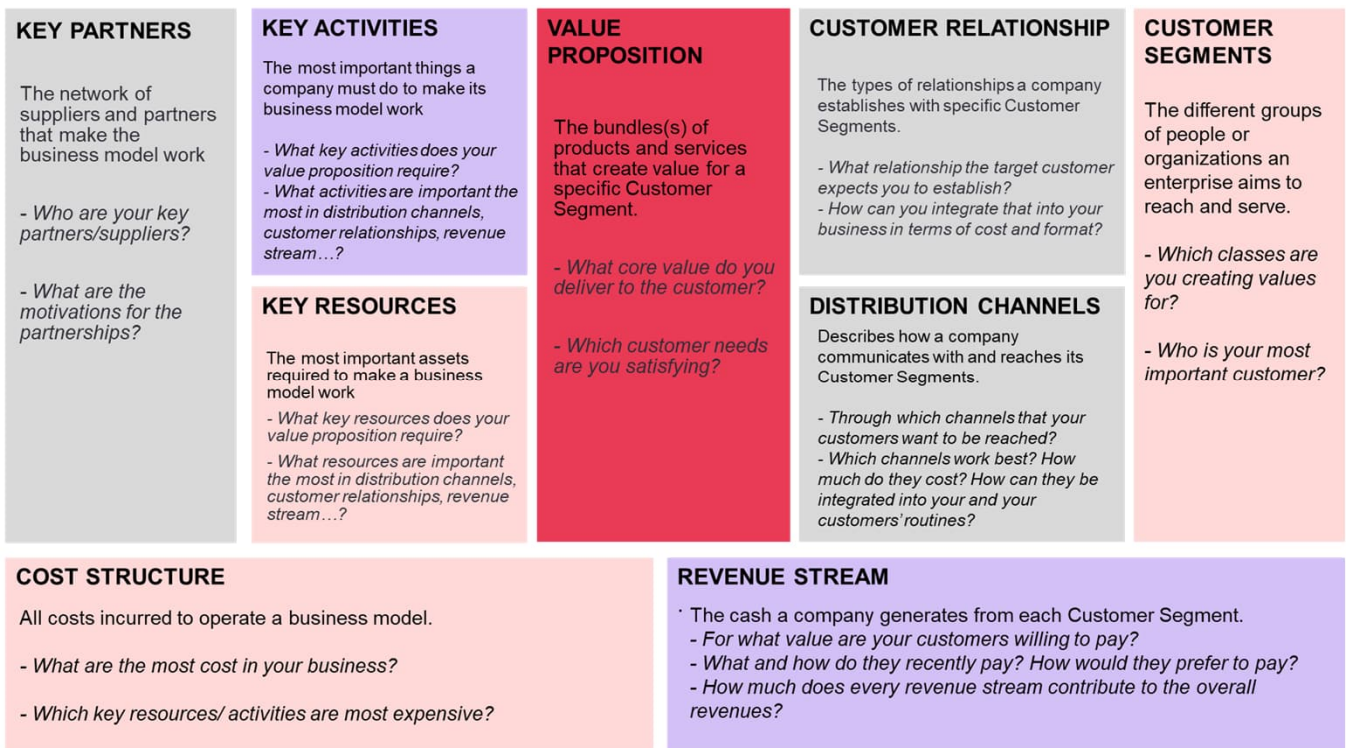 KEY PARTNERS
The network of
suppliers and partners
that make the
business model work
- Who are your key
partners/suppliers?
- What are the
motivations for the
partnerships?
KEY ACTIVITIES
The most important things a
company must do to make its
business model work
- What key activities does your
value proposition require?
- What activities are important the
most in distribution channels,
customer relationships, revenue
stream…?
KEY RESOURCES
The most important assets
required to make a business
model work
- What key resources does your
value proposition require?
- What resources are important
the most in distribution channels,
customer relationships, revenue
stream…?
VALUE
PROPOSITION
The bundles(s) of
products and services
that create value for a
specific Customer
Segment.
- What core value do you
deliver to the customer?
- Which customer needs
are you satisfying?
CUSTOMER RELATIONSHIP
The types of relationships a company
establishes with specific Customer
Segments.
- What relationship the target customer
expects you to establish?
- How can you integrate that into your
business in terms of cost and format?
DISTRIBUTION CHANNELS
Describes how a company
communicates with and reaches its
Customer Segments.
- Through which channels that your
customers want to be reached?
- Which channels work best? How
much do they cost? How can they be
integrated into your and your
customers' routines?
CUSTOMER
SEGMENTS
The different groups
of people or
organizations an
enterprise aims to
reach and serve.
- Which classes are
you creating values
for?
- Who is your most
important customer?
COST STRUCTURE
All costs incurred to operate a business model.
- What are the most cost in your business?
- Which key resources/ activities are most expensive?
REVENUE STREAM
· The cash a company generates from each Customer Segment.
- For what value are your customers willing to pay?
- What and how do they recently pay? How would they prefer to pay?
- How much does every revenue stream contribute to the overall
revenues?